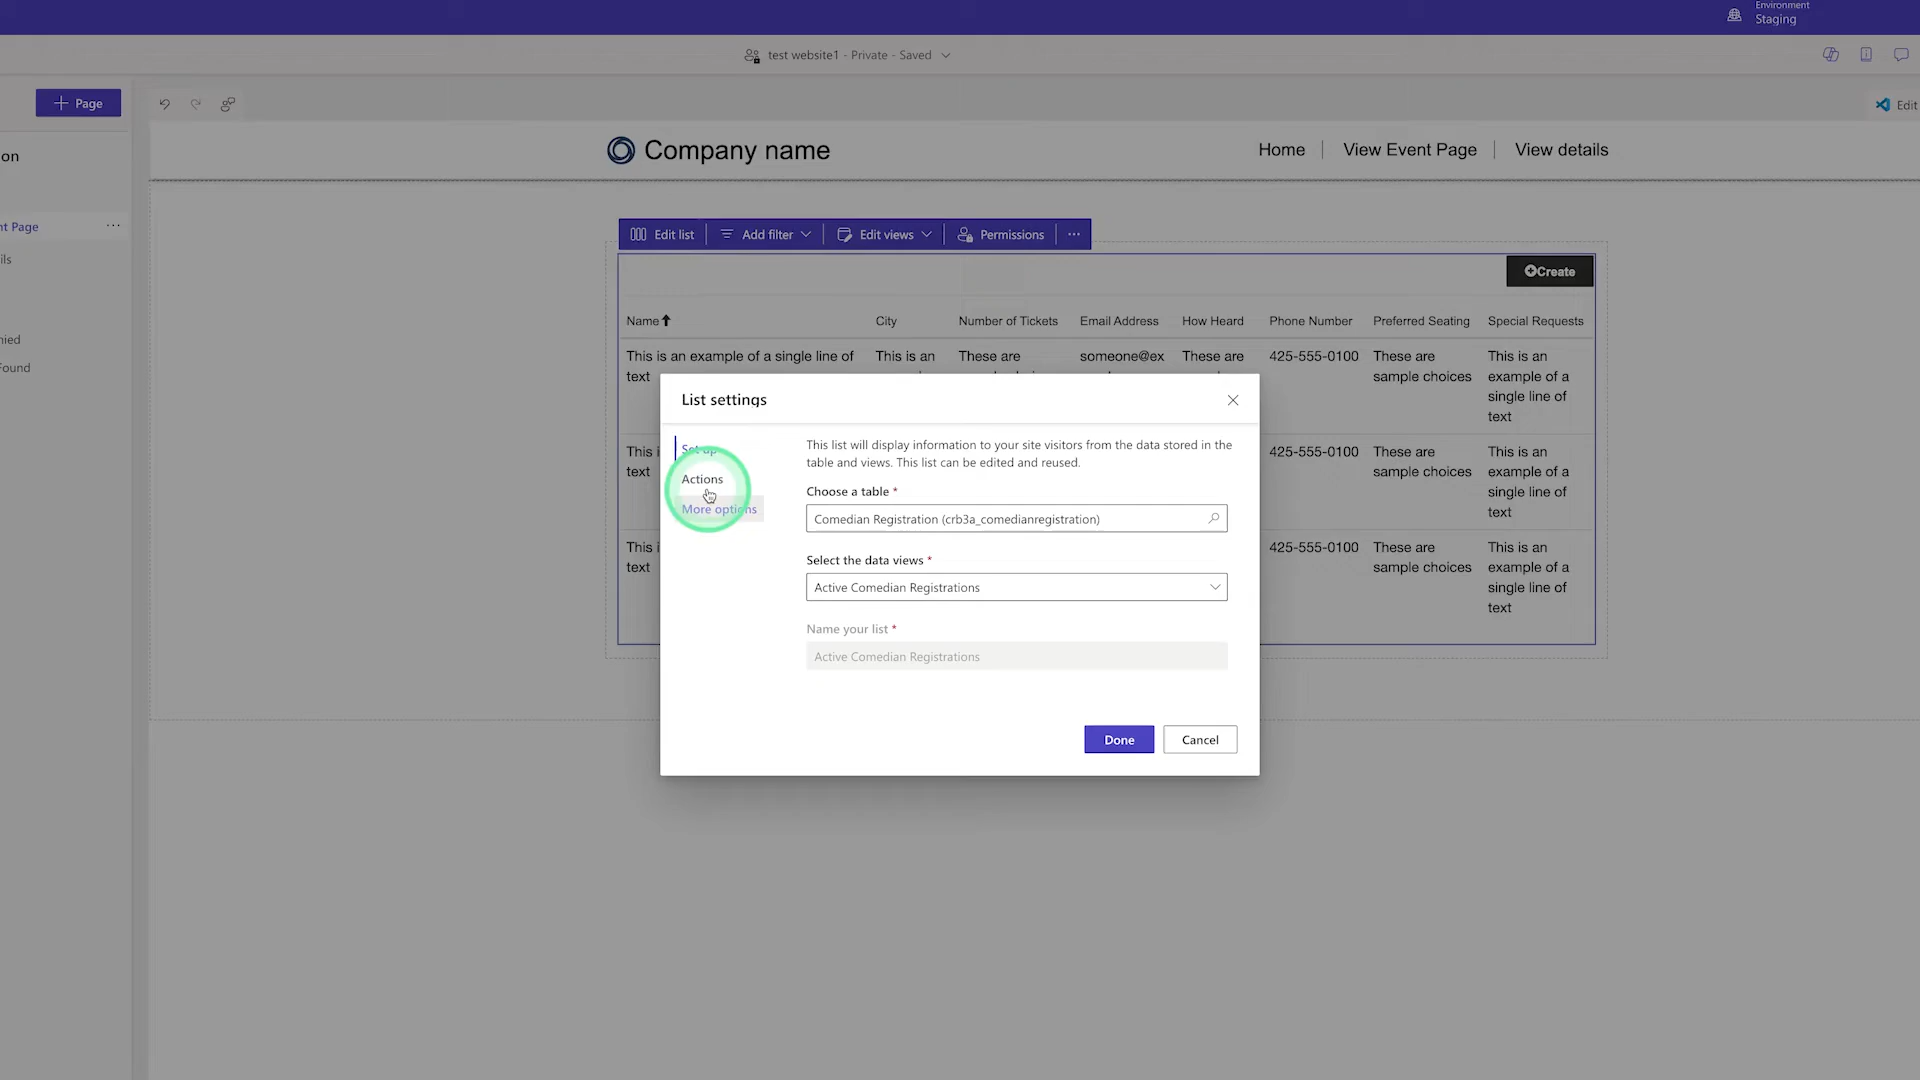 Environment
Staging
test website1 - Private - Saved
Page
Edit
on
Company name
Home
View Event Page
View details
nt Page
ils
nied
Found
Edit list
Add filter
Edit views
Permissions
Create
Name
City
Number of Tickets
Email Address
How Heard
Phone Number
Preferred Seating
Special Requests
This is an example of a single line of
text
This is an
These are
someone@ex
These are
425-555-0100
These are
sample choices
This is an
example of a
single line of
text
This i
text
425-555-0100
These are
sample choices
This is an
example of a
single line of
text
This i
text
425-555-0100
These are
sample choices
This is an
example of a
single line of
text
List settings
Set up
Actions
More options
This list will display information to your site visitors from the data stored in the
table and views. This list can be edited and reused.
Choose a table *
Comedian Registration (crb3a_comedianregistration)
Select the data views *
Active Comedian Registrations
Name your list *
Active Comedian Registrations
Done
Cancel